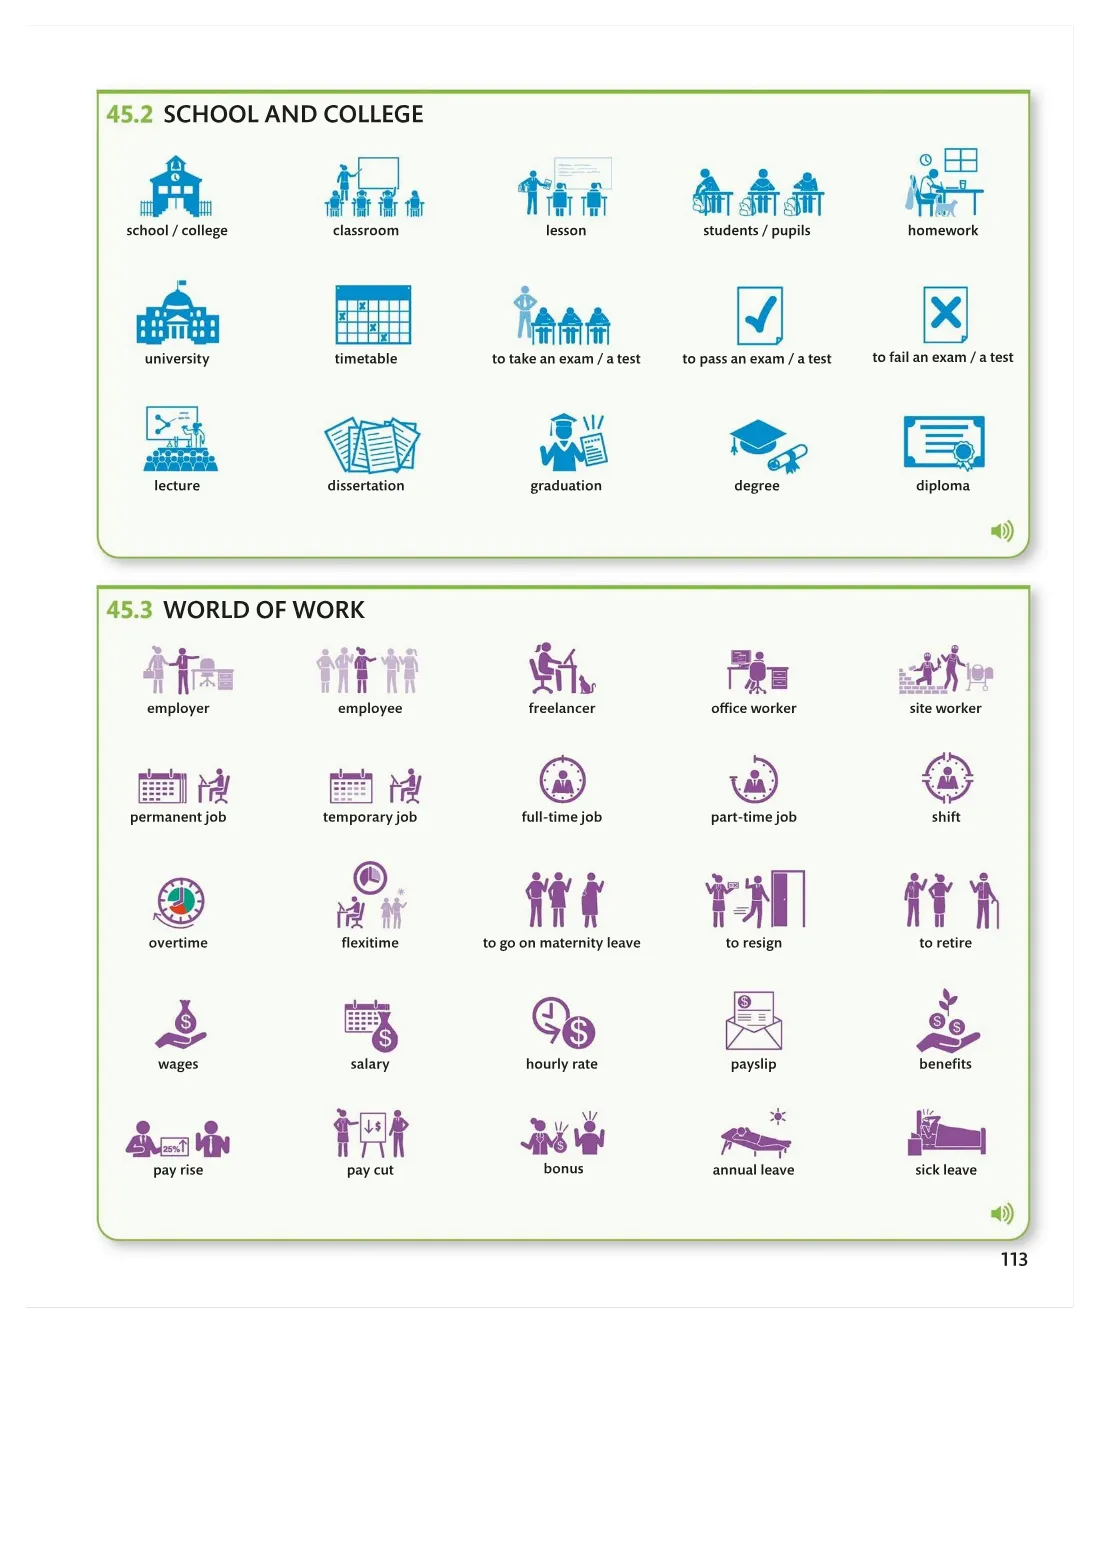 45.2 SCHOOL AND COLLEGE
school / college
classroom
lesson
students / pupils
homework
university
timetable
to take an exam / a test
to pass an exam / a test
to fail an exam / a test
lecture
dissertation
graduation
degree
diploma
45.3 WORLD OF WORK
employer
employee
freelancer
office worker
site worker
permanent job
temporary job
full-time job
part-time job
shift
overtime
flexitime
to go on maternity leave
to resign
to retire
$
wages
$
salary
$
hourly rate
$
payslip
$ $
benefits
25%
pay rise
$
pay cut
$
bonus
annual leave
sick leave
113